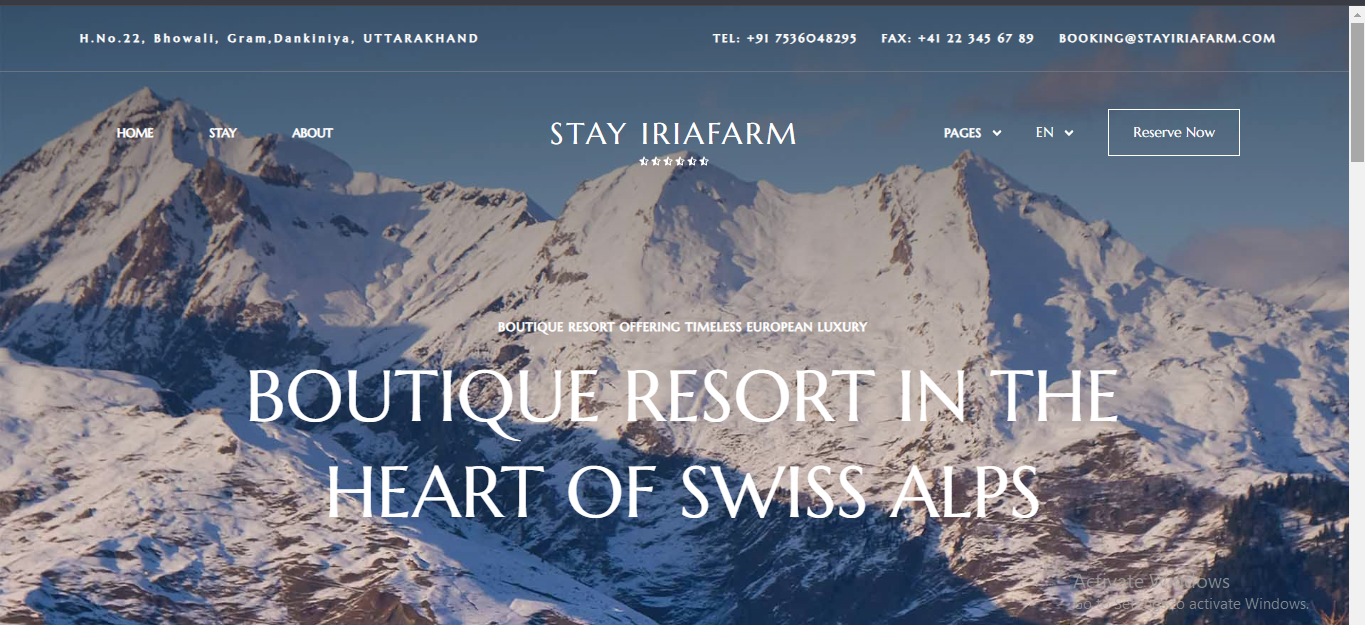 H.No.22, Bhowali, Gram,Dankiniya, UTTARAKHAND
TEL: +91 7536048295
FAX: +41 22 345 67 89
BOOKING@STAYIRIAFARM.COM
HOME
STAY
ABOUT
STAY IRIAFARM
PAGES
EN
Reserve Now
BOUTIQUE RESORT OFFERING TIMELESS EUROPEAN LUXURY
BOUTIQUE RESORT IN THE
HEART OF SWISS ALPS
Activate Windows
Go to Settings to activate Windows.